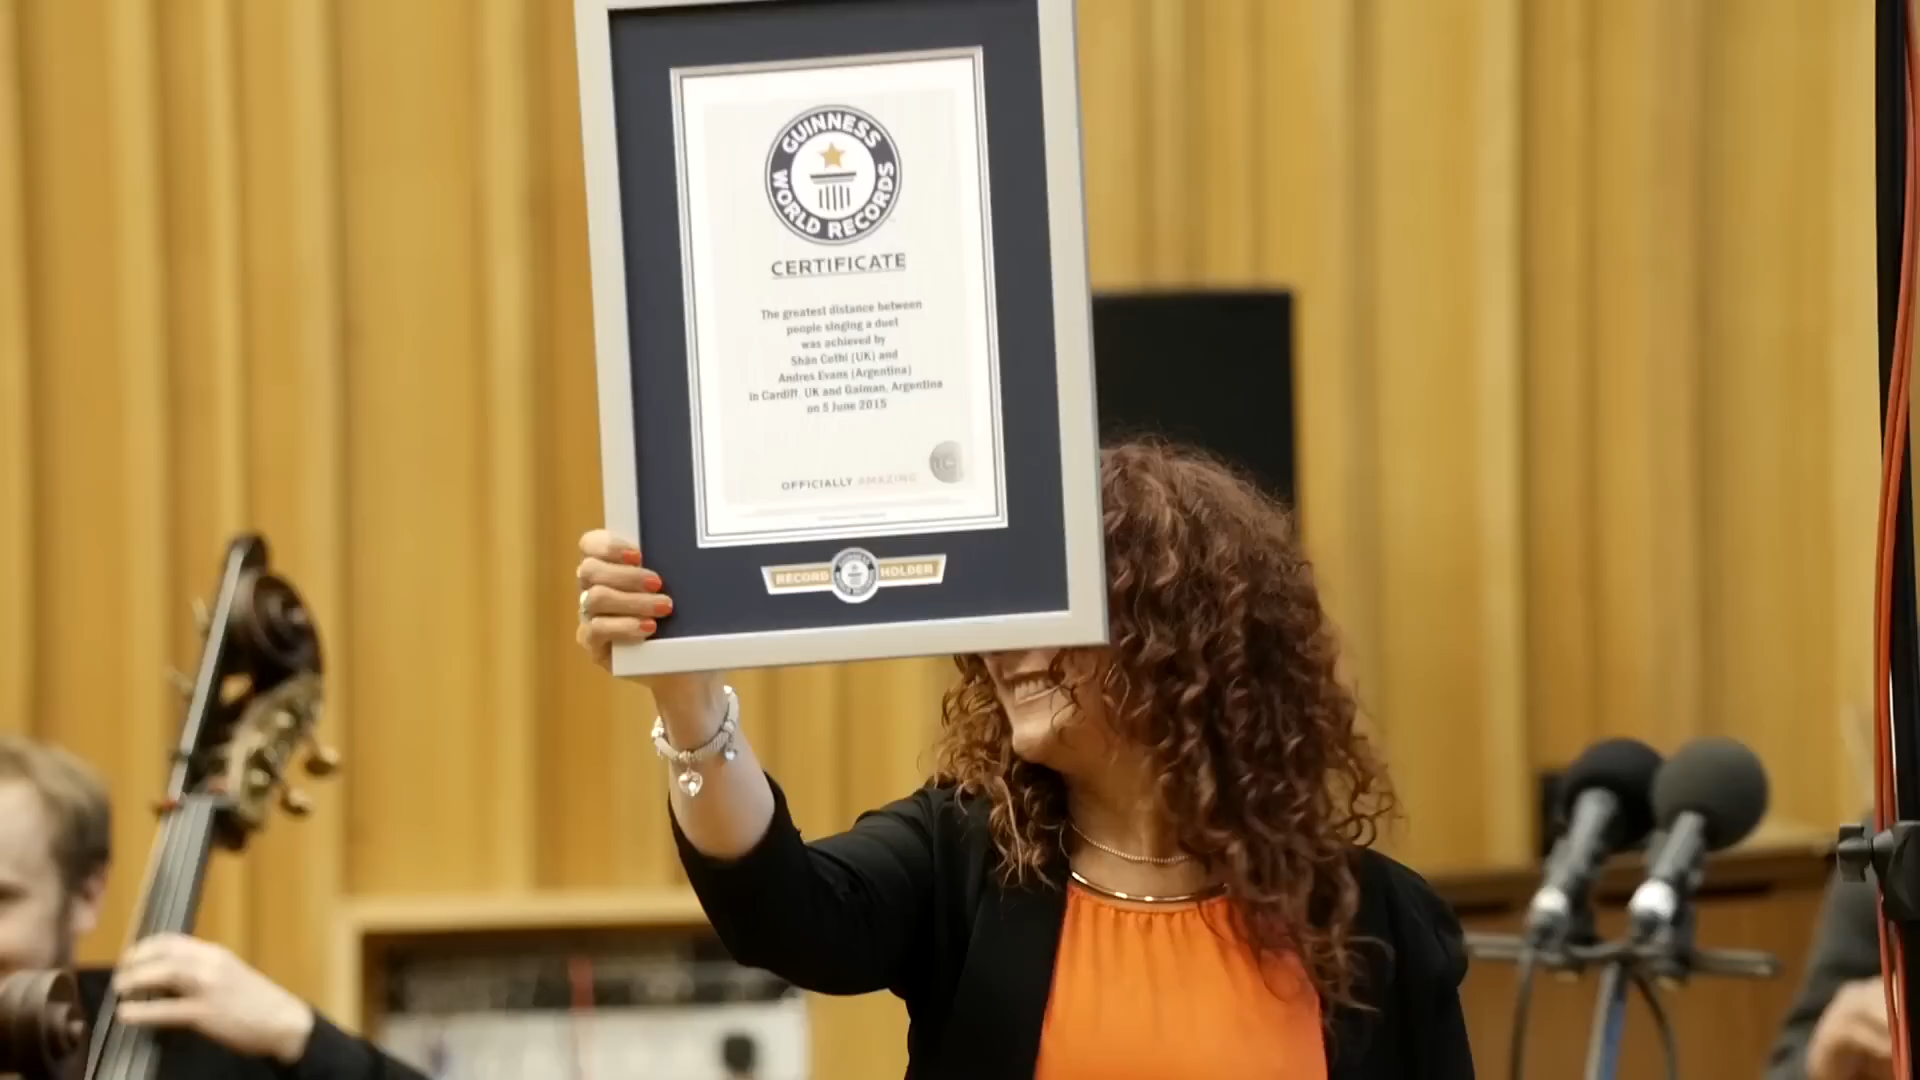 GUINNESS
WORLD RECORDS
CERTIFICATE
The greatest distance between
people singing a duet
was achieved by
Shân Cothi (UK) and
Andres Evans (Argentina)
in Cardiff, UK and Gaiman, Argentina
on 5 June 2015
OFFICIALLY AMAZING
RECORD HOLDER